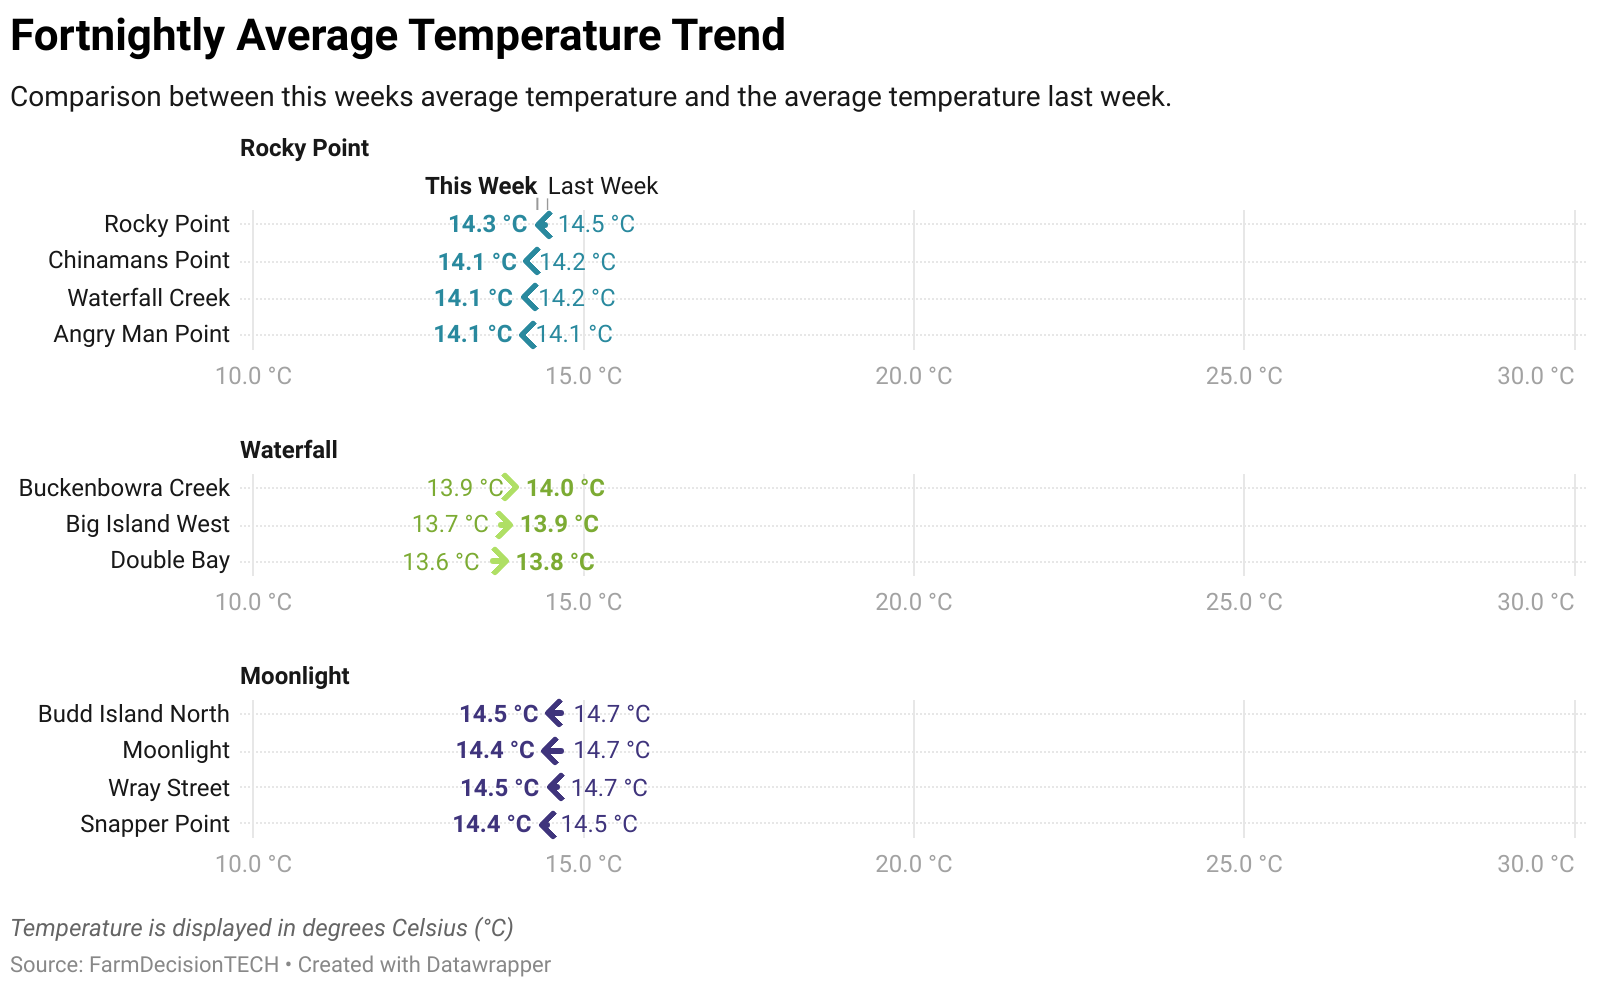 Fortnightly Average Temperature Trend
Comparison between this weeks average temperature and the average temperature last week.
Rocky Point
This Week Last Week
Rocky Point 14.3 °C 14.5 °C
Chinamans Point 14.1 °C 14.2 °C
Waterfall Creek 14.1 °C 14.2 °C
Angry Man Point 14.1 °C 14.1 °C
10.0 °C 15.0 °C 20.0 °C 25.0 °C 30.0 °C
Waterfall
Buckenbowra Creek 13.9 °C 14.0 °C
Big Island West 13.7 °C 13.9 °C
Double Bay 13.6 °C 13.8 °C
10.0 °C 15.0 °C 20.0 °C 25.0 °C 30.0 °C
Moonlight
Budd Island North 14.5 °C 14.7 °C
Moonlight 14.4 °C 14.7 °C
Wray Street 14.5 °C 14.7 °C
Snapper Point 14.4 °C 14.5 °C
10.0 °C 15.0 °C 20.0 °C 25.0 °C 30.0 °C
Temperature is displayed in degrees Celsius (°C)
Source: FarmDecisionTECH • Created with Datawrapper